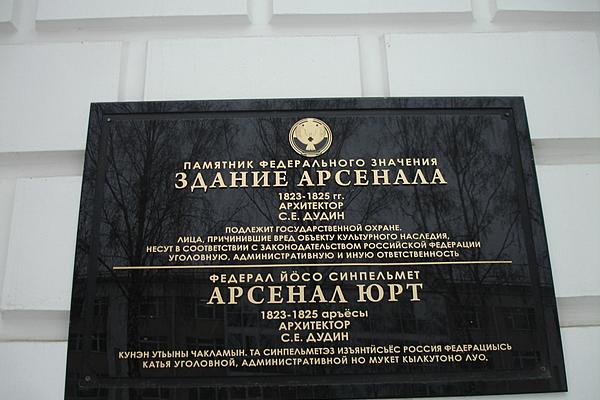 ПАМЯТНИК ФЕДЕРАЛЬНОГО ЗНАЧЕНИЯ
ЗДАНИЕ АРСЕНАЛА
1823-1825 гг.
АРХИТЕКТОР
С.Е. ДУДИН
ПОДЛЕЖИТ ГОСУДАРСТВЕННОЙ ОХРАНЕ.
ЛИЦА, ПРИЧИНИВШИЕ ВРЕД ОБЪЕКТУ КУЛЬТУРНОГО НАСЛЕДИЯ,
НЕСУТ В СООТВЕТСТВИИ С ЗАКОНОДАТЕЛЬСТВОМ РОССИЙСКОЙ ФЕДЕРАЦИИ
УГОЛОВНУЮ, АДМИНИСТРАТИВНУЮ И ИНУЮ ОТВЕТСТВЕННОСТЬ
ФЕДЕРАЛ ЙӦСО СИНПЕЛЬМЕТ
АРСЕНАЛ ЮРТ
1823-1825 аръёсы
АРХИТЕКТОР
С.Е. ДУДИН
КУНЭН УТЬЫНЫ ЧАКЛАМЫН. ТА СИНПЕЛЬМЕТЭЗ ИЗЪЯНТӤСЬЁС РОССИЯ ФЕДЕРАЦИЫСЬ
КАТЬЯ УГОЛОВНОЙ, АДМИНИСТРАТИВНОЙ НО МУКЕТ КЫЛКУТОНО ЛУО.